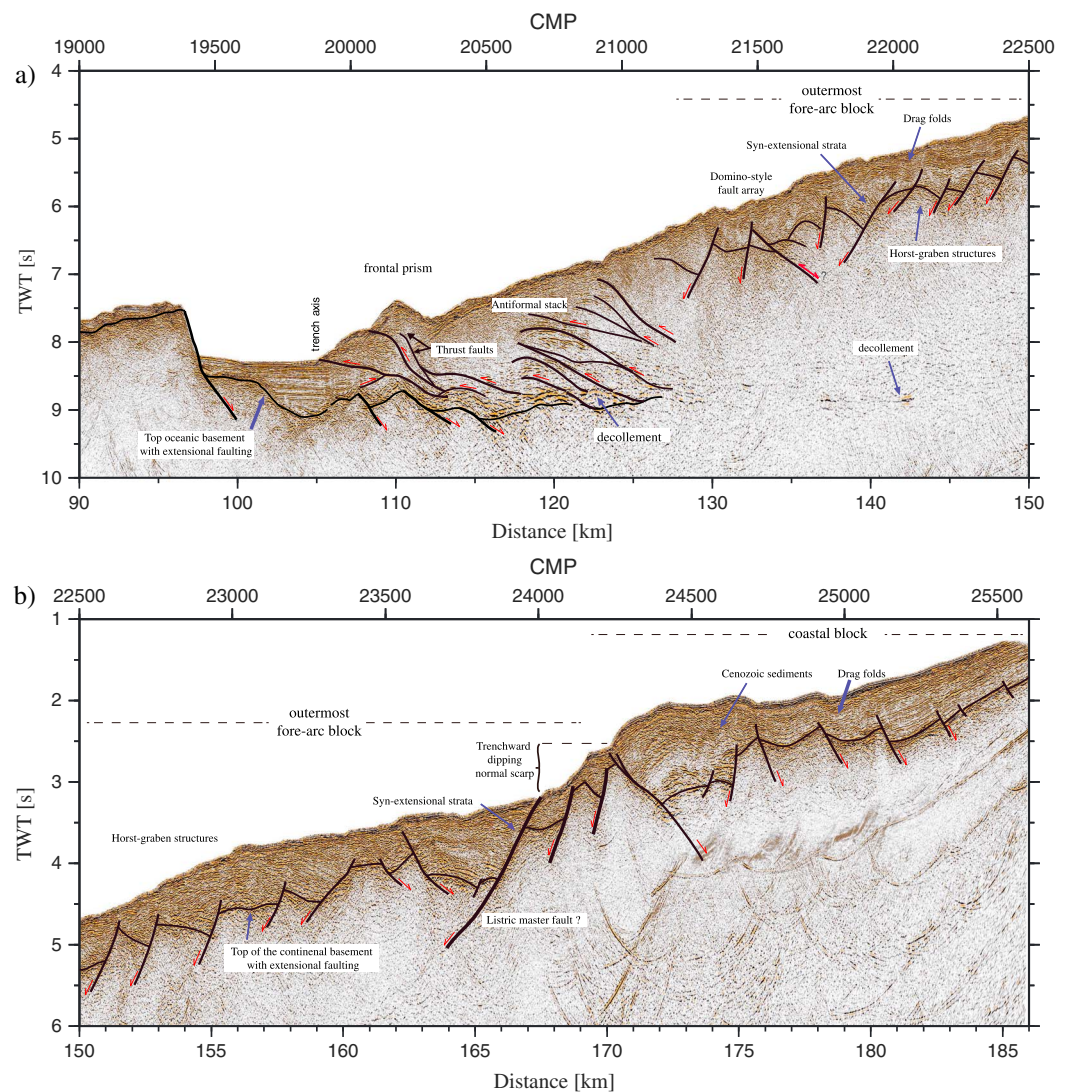 CMP
19000 19500 20000 20500 21000 21500 22000 22500
a)
4
5
6
7
8
9
10
TWT [s]
outermost
fore-arc block
Drag folds
Syn-extensional strata
Domino-style
fault array
Horst-graben structures
?
frontal prism
trench axis
Antiformal stack
Thrust faults
decollement
decollement
Top oceanic basement
with extensional faulting
90 100 110 120 130 140 150
Distance [km]
CMP
22500 23000 23500 24000 24500 25000 25500
b)
1
2
3
4
5
6
TWT [s]
coastal block
outermost
fore-arc block
Cenozoic sediments
Drag folds
Trenchward
dipping
normal scarp
Syn-extensional strata
Horst-graben structures
Listric master fault ?
Top of the continenal basement
with extensional faulting
150 155 160 165 170 175 180 185
Distance [km]